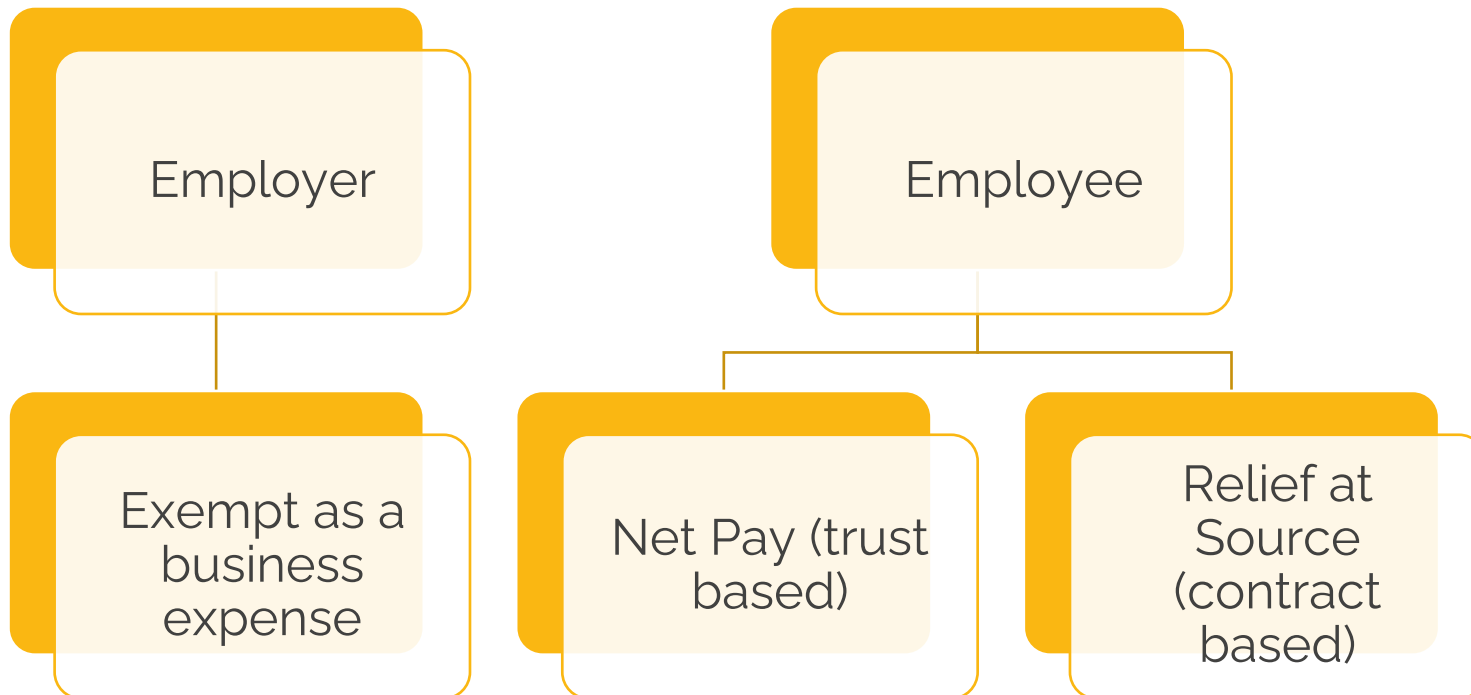 Employer
Employee
Exempt as a
business
expense
Net Pay (trust
based)
Relief at
Source
(contract
based)